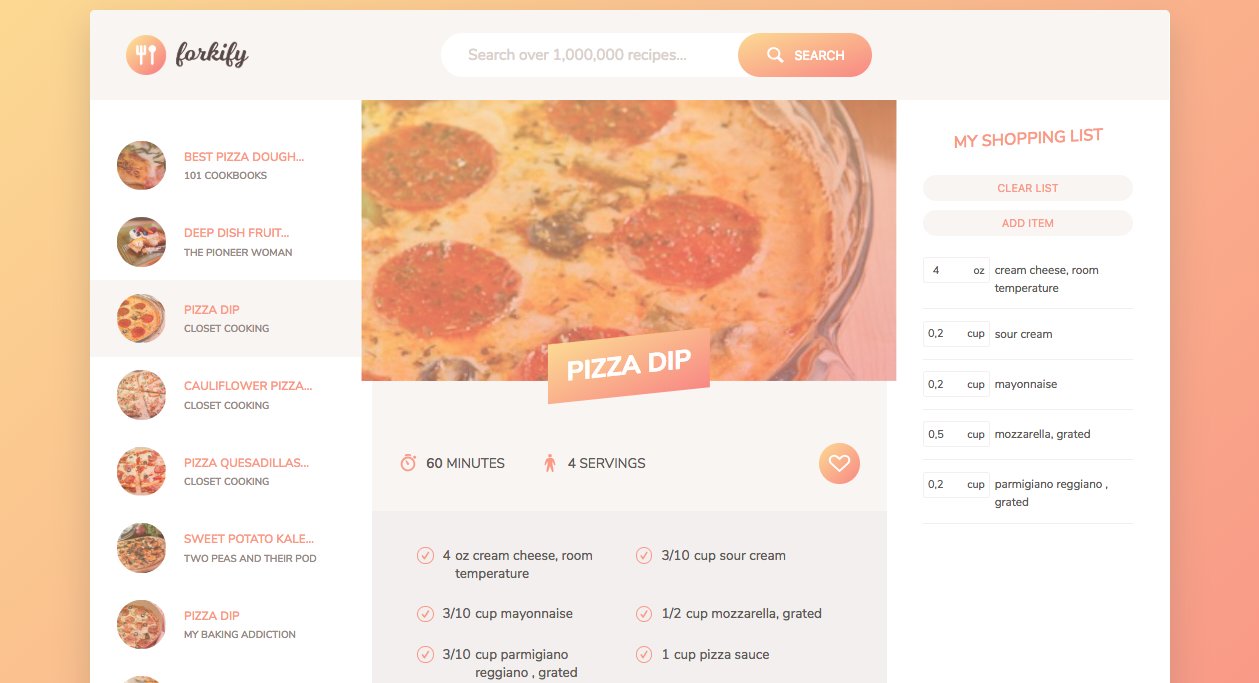 forkify
Search over 1,000,000 recipes...
SEARCH
BEST PIZZA DOUGH...
101 COOKBOOKS
DEEP DISH FRUIT...
THE PIONEER WOMAN
PIZZA DIP
CLOSET COOKING
CAULIFLOWER PIZZA...
CLOSET COOKING
PIZZA QUESADILLAS...
CLOSET COOKING
SWEET POTATO KALE...
TWO PEAS AND THEIR POD
PIZZA DIP
MY BAKING ADDICTION
PIZZA DIP
60 MINUTES
4 SERVINGS
4 oz cream cheese, room
temperature
3/10 cup sour cream
3/10 cup mayonnaise
1/2 cup mozzarella, grated
3/10 cup parmigiano
reggiano , grated
1 cup pizza sauce
MY SHOPPING LIST
CLEAR LIST
ADD ITEM
4 oz cream cheese, room
temperature
0,2 cup sour cream
0,2 cup mayonnaise
0,5 cup mozzarella, grated
0,2 cup parmigiano reggiano ,
grated